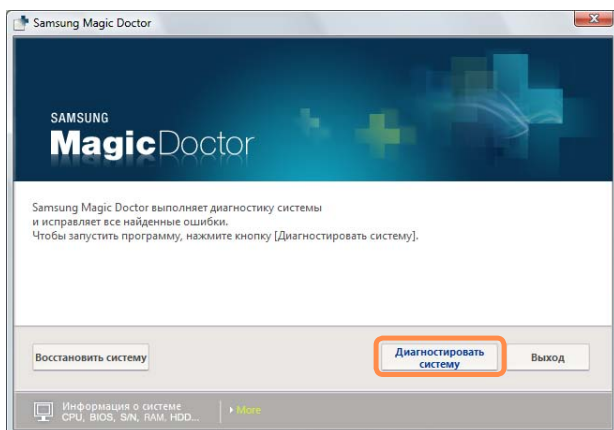 Samsung Magic Doctor
SAMSUNG
MagicDoctor
Samsung Magic Doctor выполняет диагностику системы
и исправляет все найденные ошибки.
Чтобы запустить программу, нажмите кнопку [Диагностировать систему].
Восстановить систему
Диагностировать
систему
Выход
Информация о системе
CPU, BIOS, S/N, RAM, HDD...
More